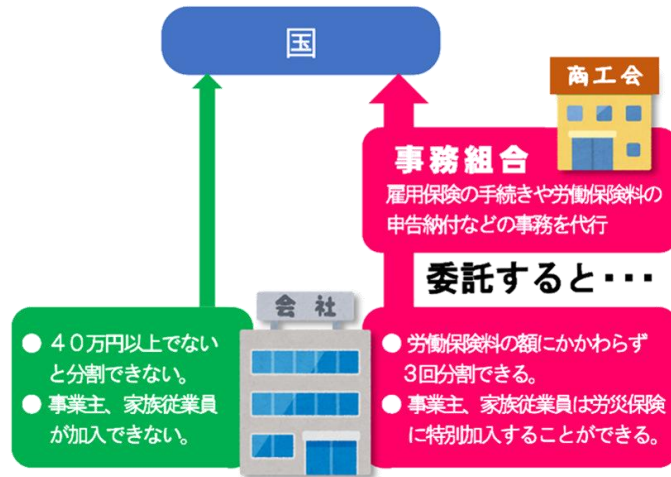 国
商工会
事務組合
雇用保険の手続きや労働保険料の
申告納付などの事務を代行
委託すると・・・
会社
● ４０万円以上でない
と分割できない。
● 事業主、家族従業員
が加入できない。
● 労働保険料の額にかかわらず
３回分割できる。
● 事業主、家族従業員は労災保険
に特別加入することができる。